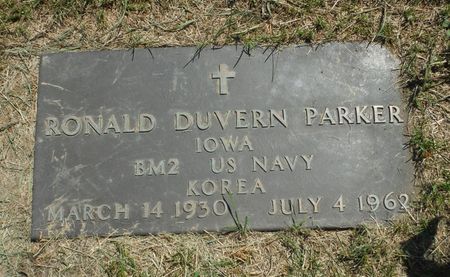 RONALD DUVERN PARKER
IOWA
BM2 US NAVY
KOREA
MARCH 14 1930 JULY 4 1962